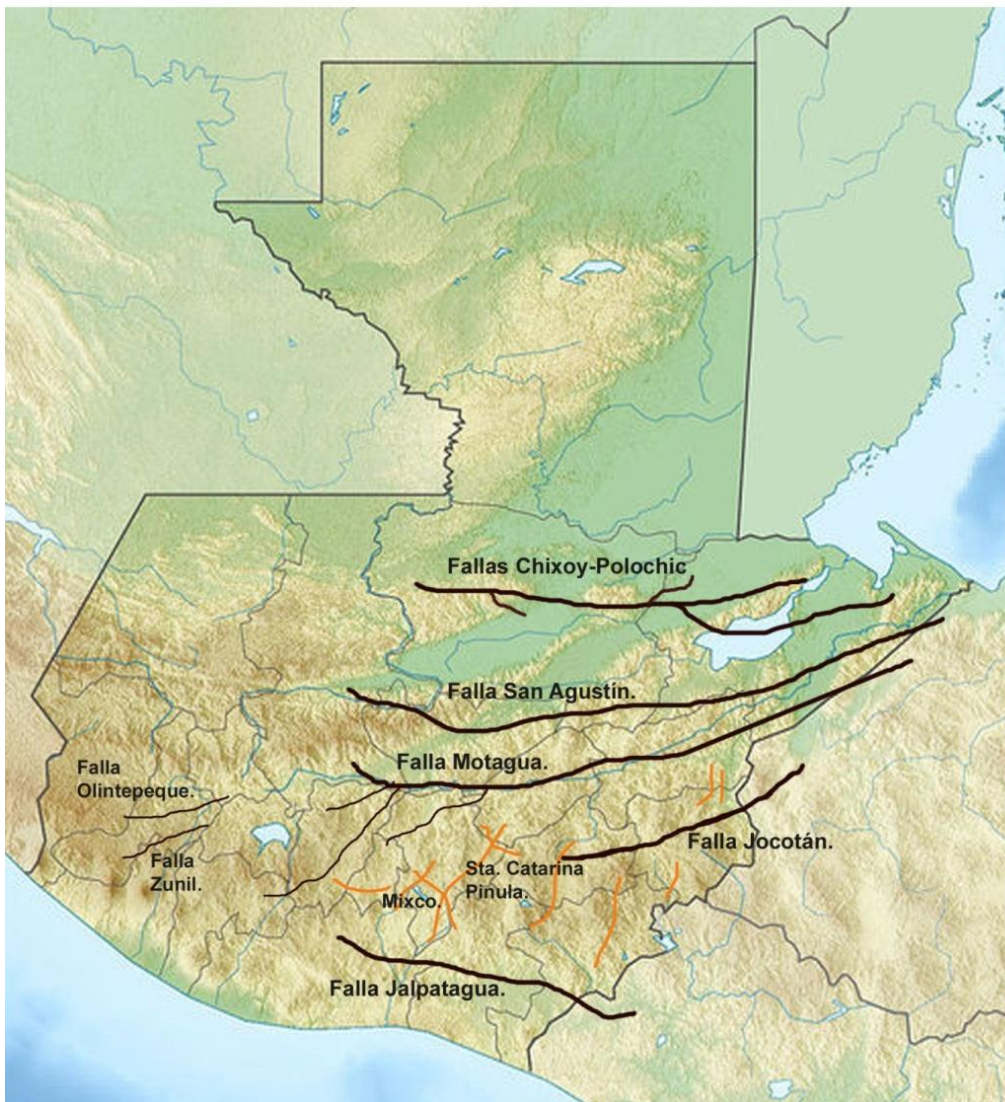 Fallas Chixoy-Polochic
Falla San Agustín.
Falla Motagua.
Falla
Olintepeque.
Falla Jocotán.
Falla
Zunil.
Sta. Catarina
Piñula.
Mixco.
Falla Jalpatagua.